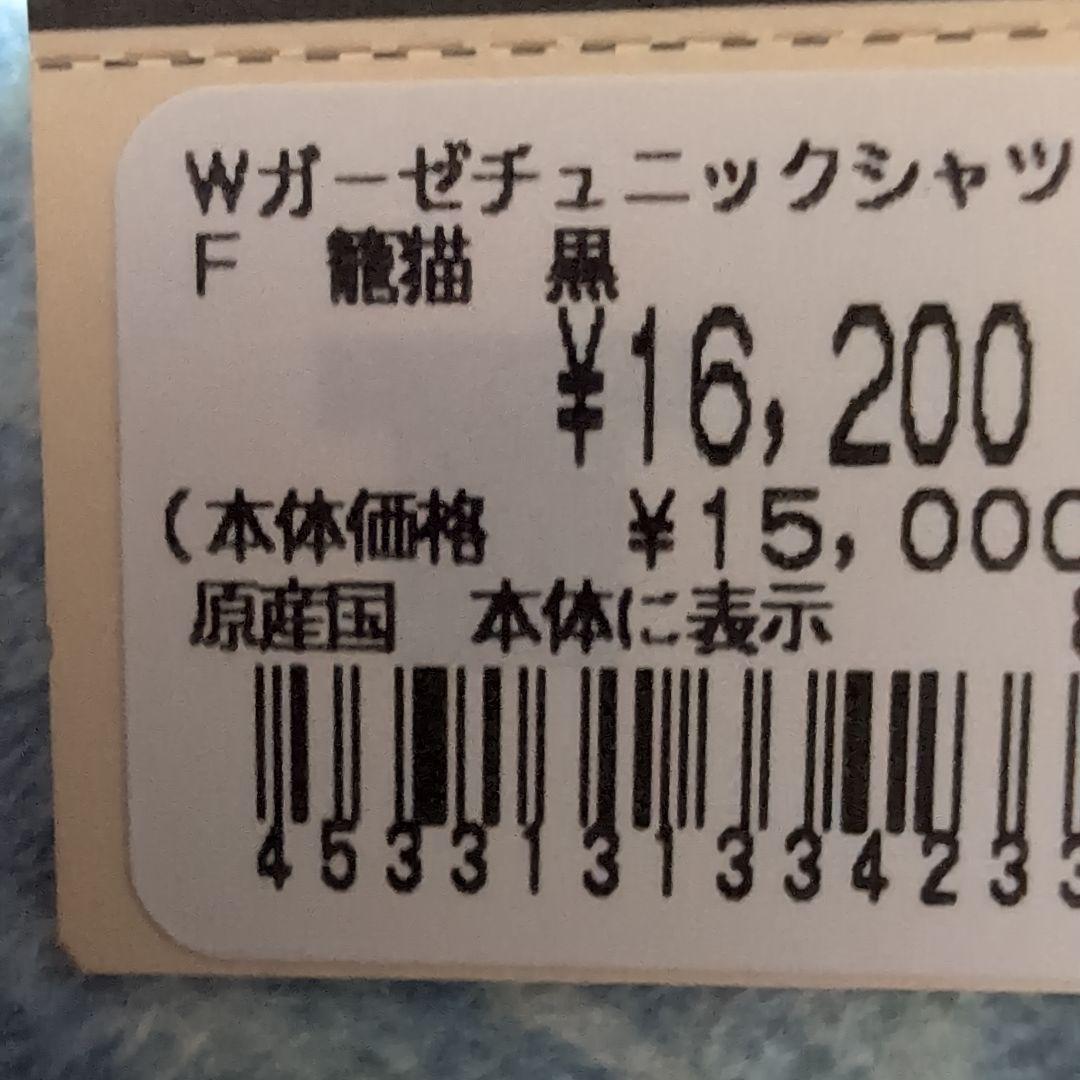 Wガーゼチュニックシャツ
F 籠猫 黒
¥16,200
(本体価格 ¥15,000
原産国 本体に表示
4533131334233